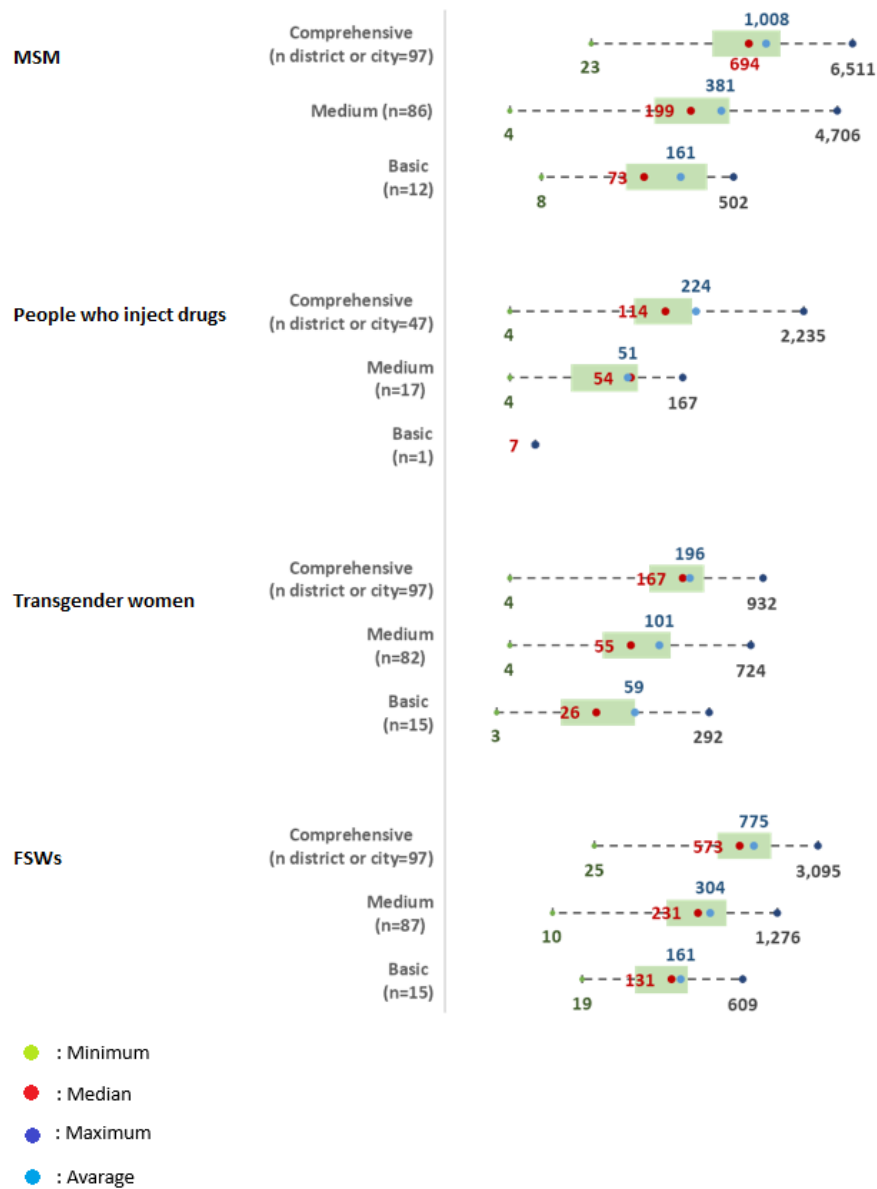 MSM
Comprehensive
(n district or city=97)
1,008
694
23
6,511
Medium (n=86)
381
199
4
4,706
Basic
(n=12)
161
73
8
502
People who inject drugs
Comprehensive
(n district or city=47)
224
114
4
2,235
Medium
(n=17)
51
54
4
167
Basic
(n=1)
7
Transgender women
Comprehensive
(n district or city=97)
196
167
4
932
Medium
(n=82)
101
55
4
724
Basic
(n=15)
59
26
3
292
FSWs
Comprehensive
(n district or city=97)
775
573
25
3,095
Medium
(n=87)
304
231
10
1,276
Basic
(n=15)
161
131
19
609
: Minimum
: Median
: Maximum
: Avarage